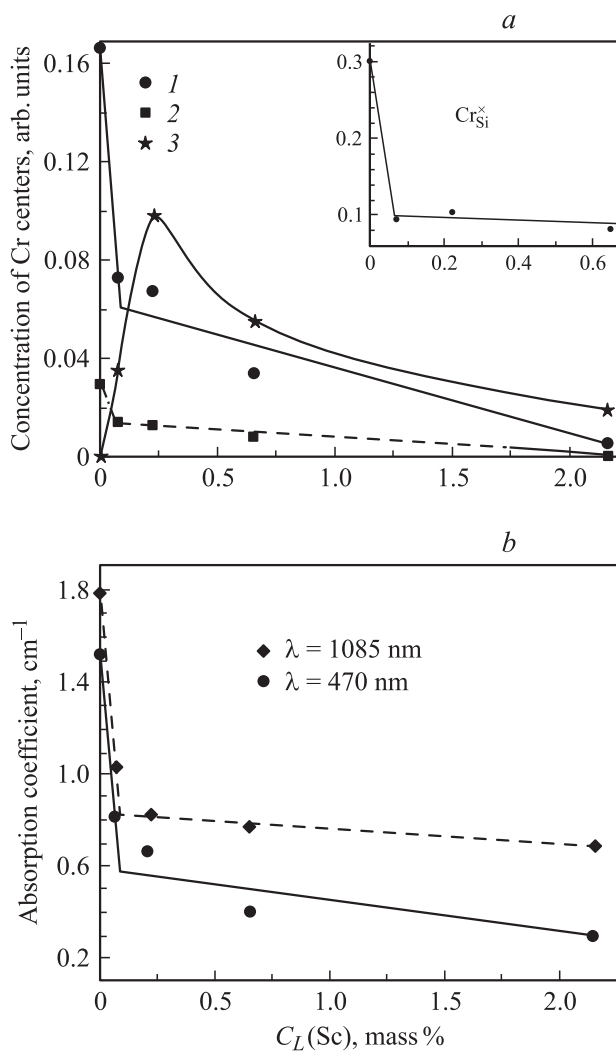 a
Concentration of Cr centers, arb. units
0.16
0.12
0.08
0.04
0
1
2
3
0.3
0.2
0.1
Cr×Si
0 0.2 0.4 0.6
0 0.5 1.0 1.5 2.0
b
Absorption coefficient, cm–1
1.8
1.4
1.0
0.6
0.2
λ = 1085 nm
λ = 470 nm
0 0.5 1.0 1.5 2.0
CL(Sc), mass %